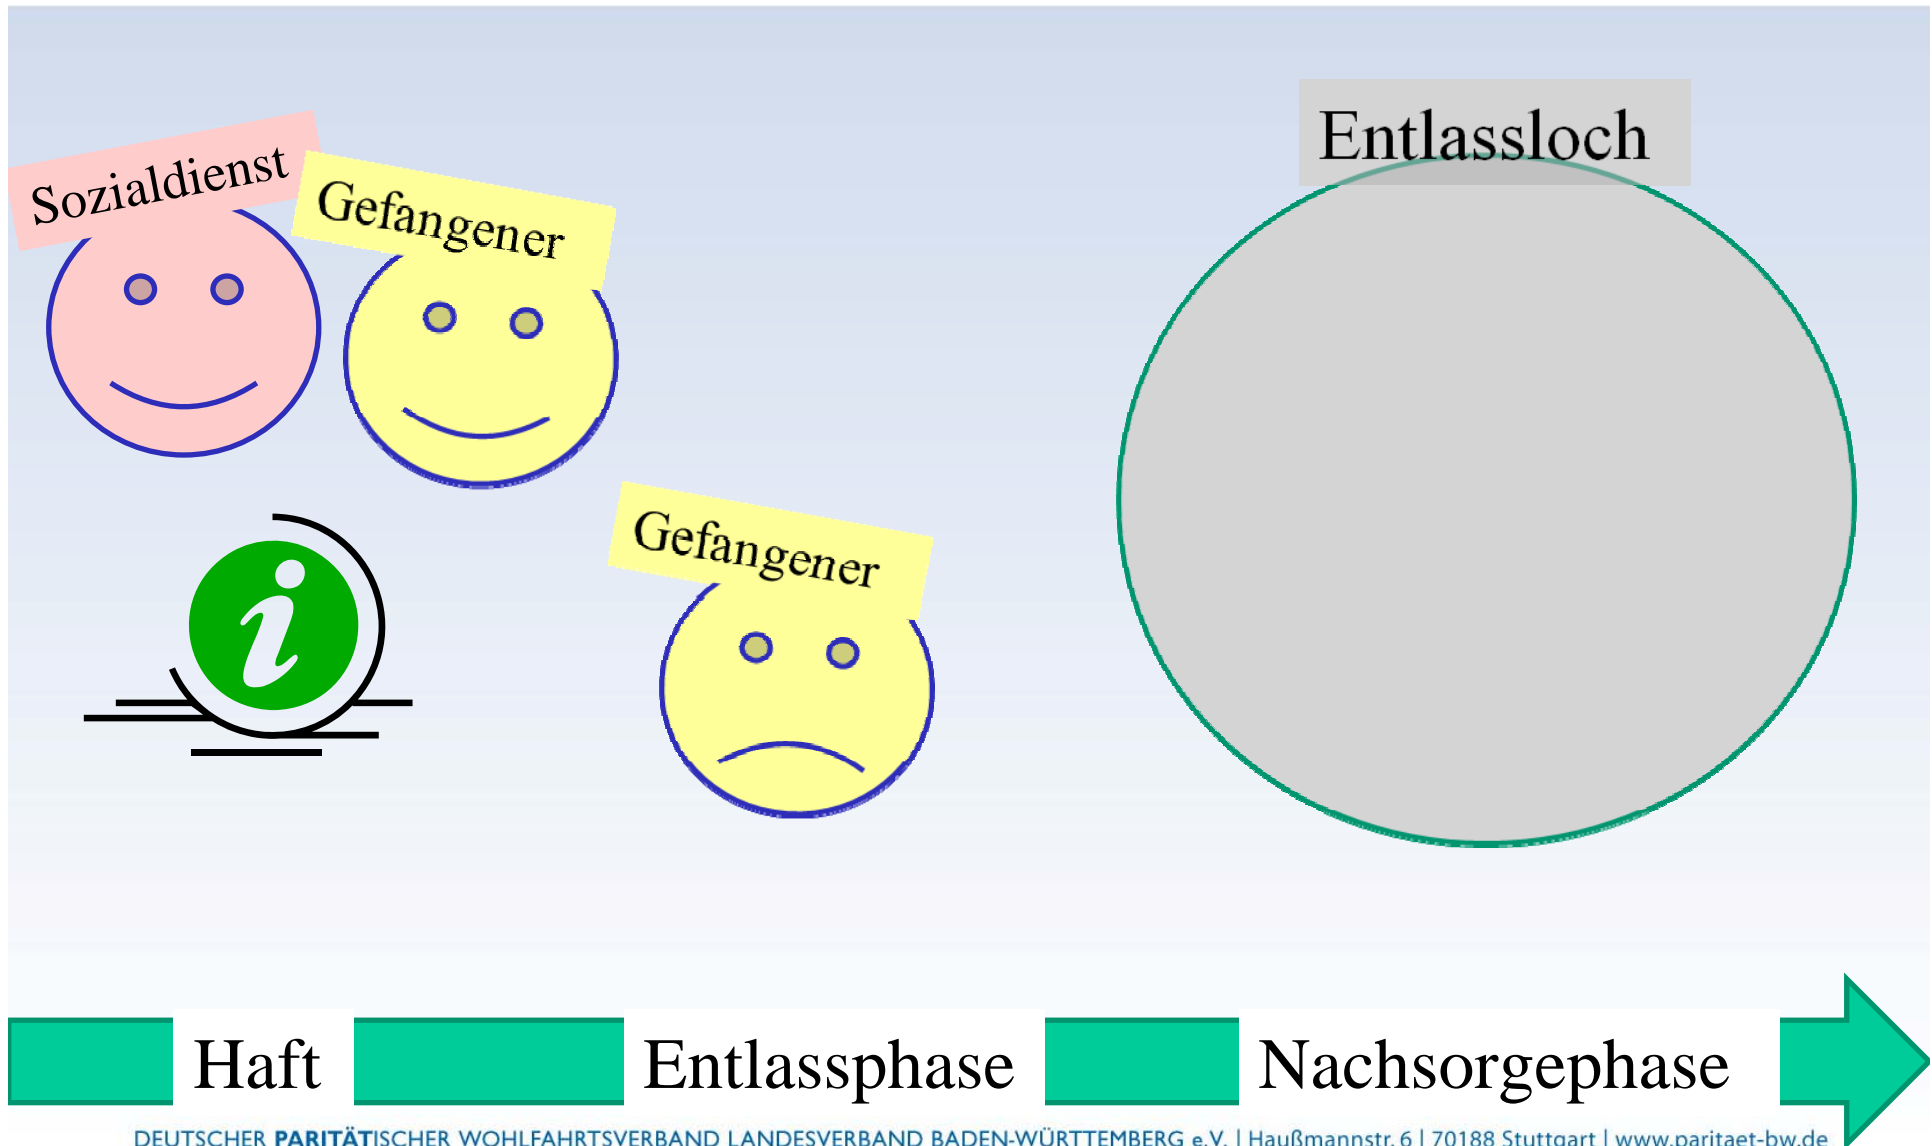 Entlassloch
Sozialdienst
Gefangener
Gefangener
i
Haft
Entlassphase
Nachsorgephase
DEUTSCHER PARITÄTISCHER WOHLFAHRTSVERBAND LANDESVERBAND BADEN-WÜRTTEMBERG e.V. | Haußmannstr. 6 | 70188 Stuttgart | www.paritaet-bw.de